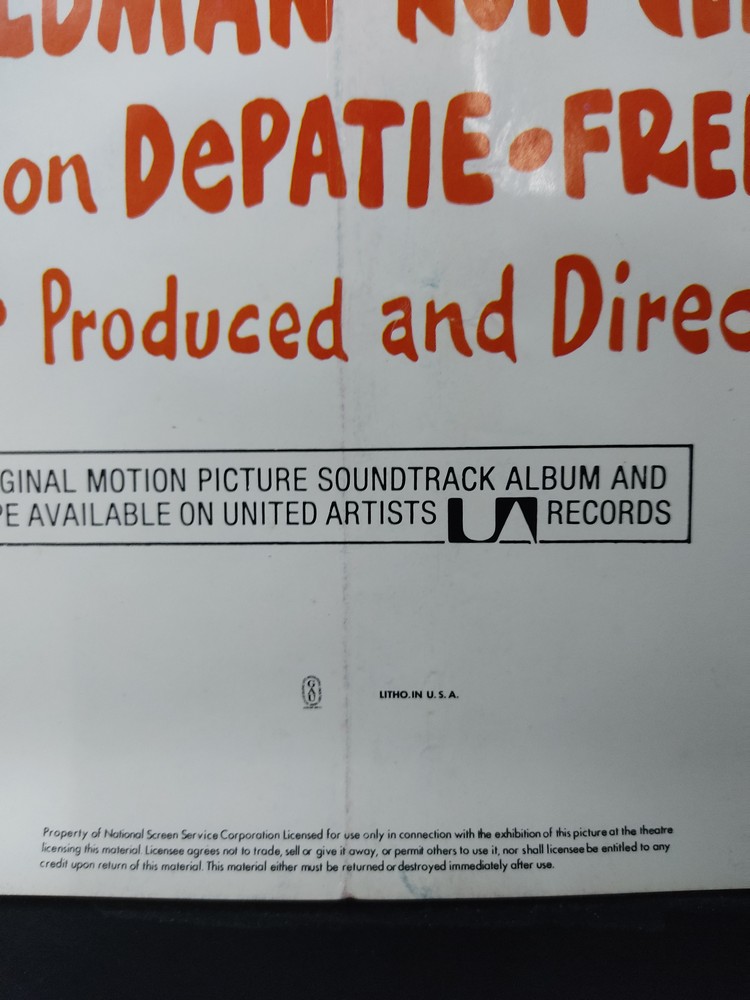 on DePATIE • FRE
Produced and Direc
GINAL MOTION PICTURE SOUNDTRACK ALBUM AND
PE AVAILABLE ON UNITED ARTISTS UA RECORDS
LITHO. IN U. S. A.
Property of National Screen Service Corporation Licensed for use only in connection with the exhibition of this picture at the theatre
licensing this material. Licensee agrees not to trade, sell or give it away, or permit others to use it, nor shall licensee be entitled to any
credit upon return of this material. This material either must be returned or destroyed immediately after use.